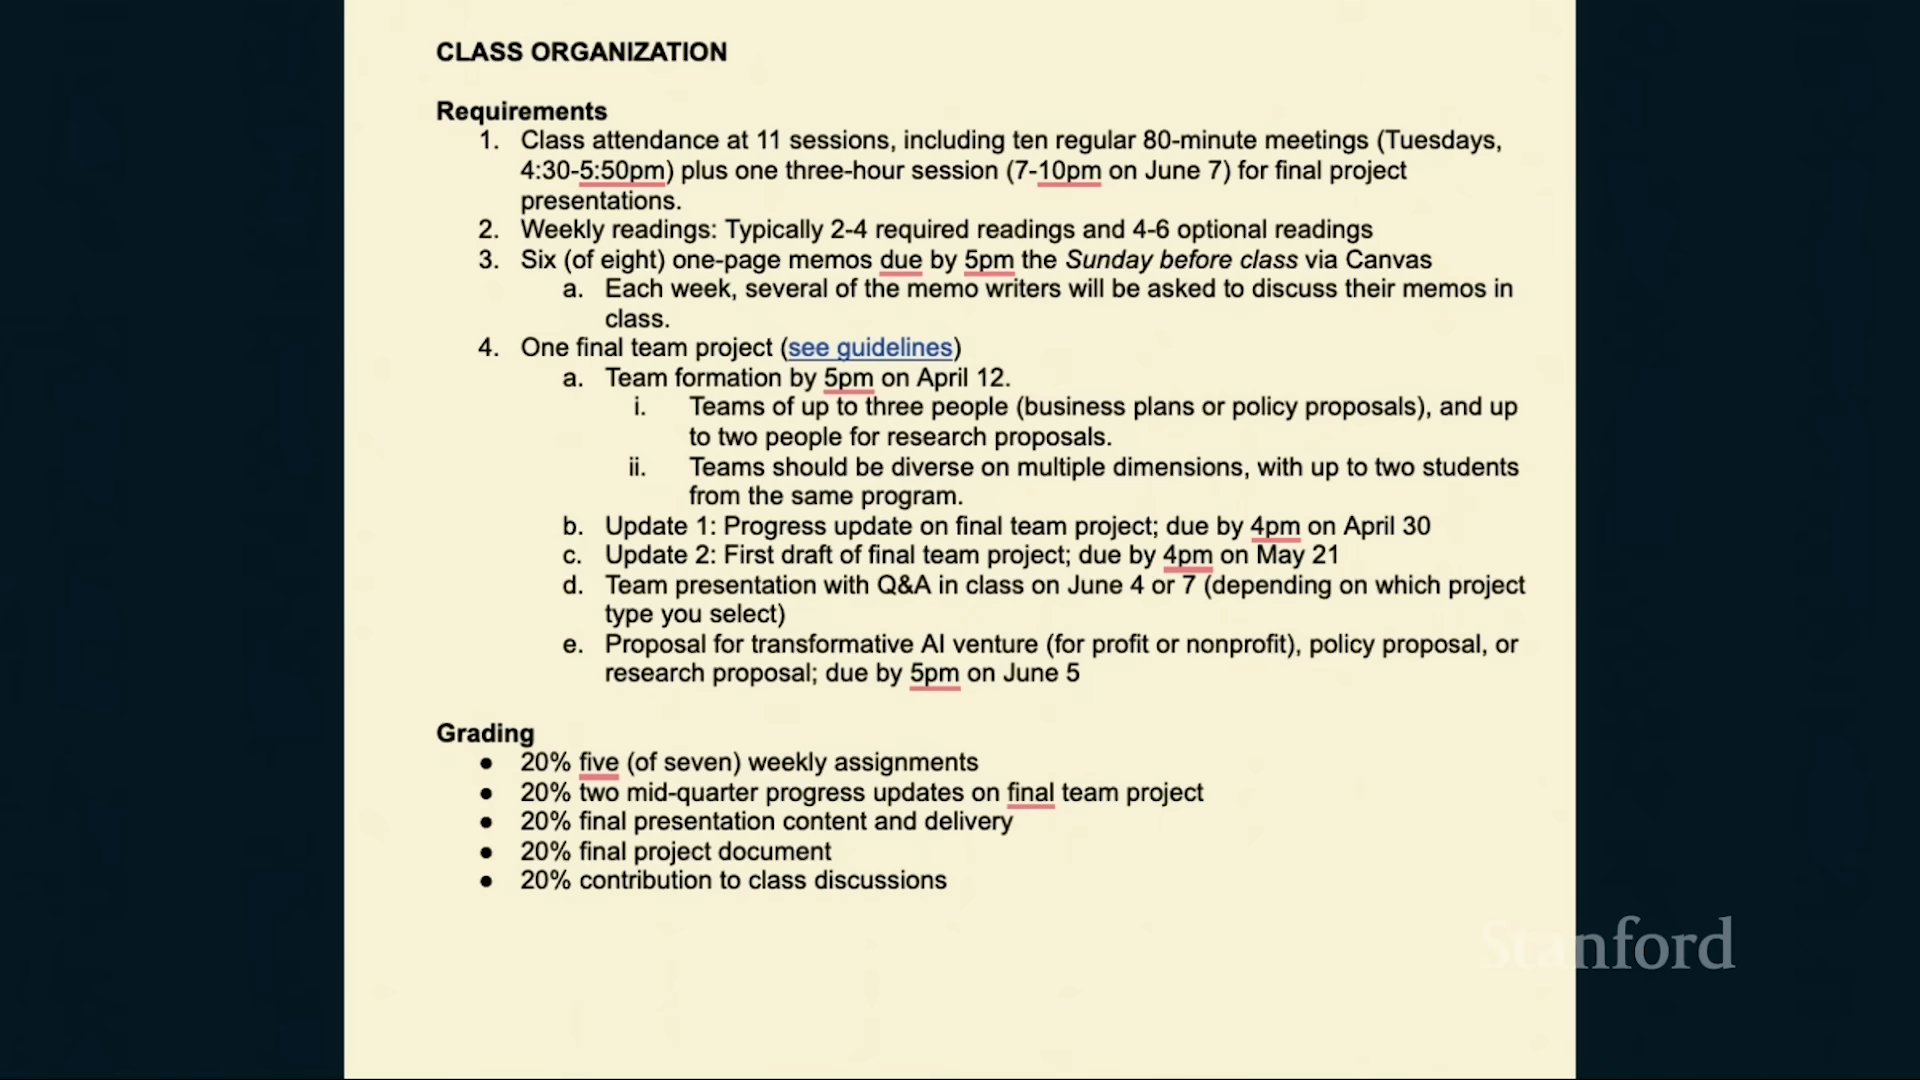 CLASS ORGANIZATION
Requirements
1. Class attendance at 11 sessions, including ten regular 80-minute meetings (Tuesdays,
4:30-5:50pm) plus one three-hour session (7-10pm on June 7) for final project
presentations.
2. Weekly readings: Typically 2-4 required readings and 4-6 optional readings
3. Six (of eight) one-page memos due by 5pm the Sunday before class via Canvas
a. Each week, several of the memo writers will be asked to discuss their memos in
class.
4. One final team project (see guidelines)
a. Team formation by 5pm on April 12.
i. Teams of up to three people (business plans or policy proposals), and up
to two people for research proposals.
ii. Teams should be diverse on multiple dimensions, with up to two students
from the same program.
b. Update 1: Progress update on final team project; due by 4pm on April 30
c. Update 2: First draft of final team project; due by 4pm on May 21
d. Team presentation with Q&A in class on June 4 or 7 (depending on which project
type you select)
e. Proposal for transformative AI venture (for profit or nonprofit), policy proposal, or
research proposal; due by 5pm on June 5
Grading
● 20% five (of seven) weekly assignments
● 20% two mid-quarter progress updates on final team project
● 20% final presentation content and delivery
● 20% final project document
● 20% contribution to class discussions
Stanford